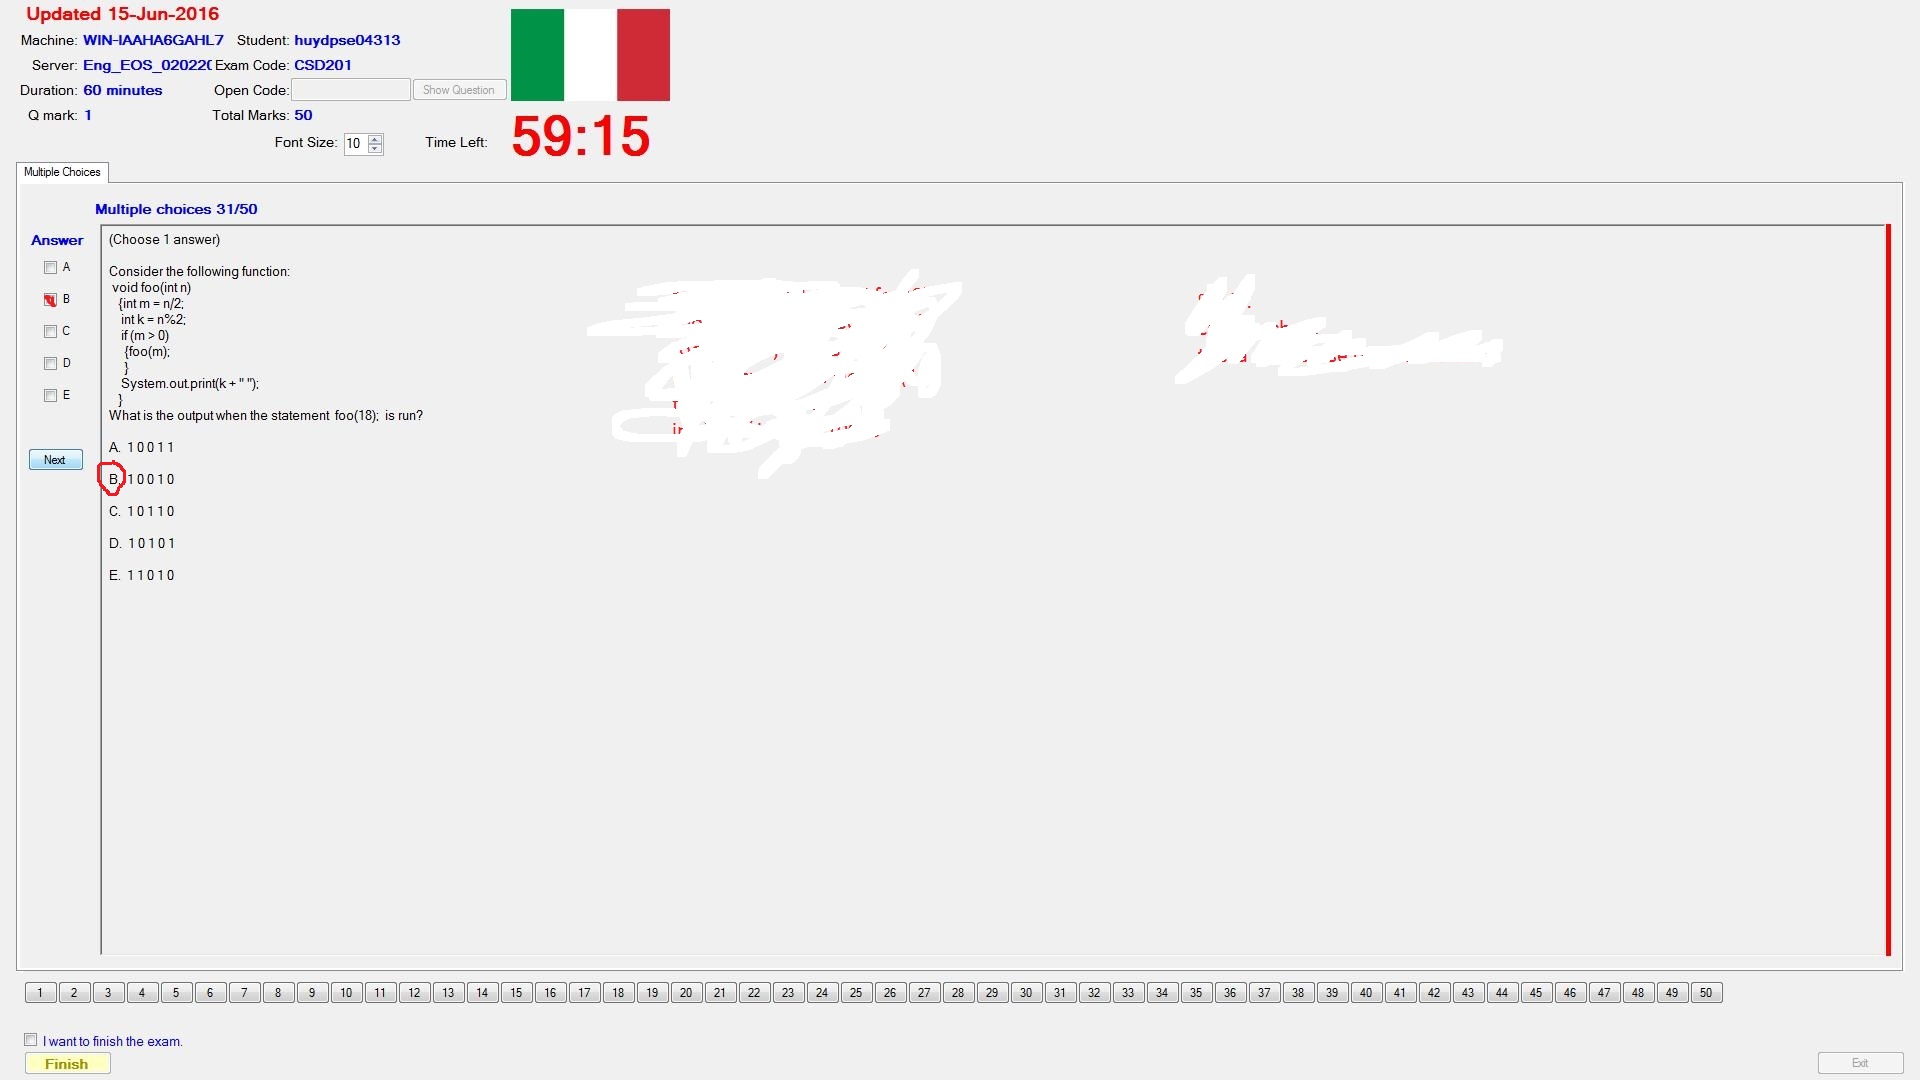 Updated 15-Jun-2016
Machine: WIN-IAAHA6GAHL7 Student: huydpse04313
Server: Eng_EOS_020220 Exam Code: CSD201
Duration: 60 minutes Open Code: Show Question
Q mark: 1 Total Marks: 50
Font Size: 10 Time Left: 59:15
Multiple Choices
Multiple choices 31/50
Answer
A
B
C
D
E
Next
(Choose 1 answer)
Consider the following function:
void foo(int n)
{int m = n/2;
int k = n%2;
if (m > 0)
{foo(m);
}
System.out.print(k + " ");
}
What is the output when the statement foo(18); is run?
A. 1 0 0 1 1
B. 1 0 0 1 0
C. 1 0 1 1 0
D. 1 0 1 0 1
E. 1 1 0 1 0
1 2 3 4 5 6 7 8 9 10 11 12 13 14 15 16 17 18 19 20 21 22 23 24 25 26 27 28 29 30 31 32 33 34 35 36 37 38 39 40 41 42 43 44 45 46 47 48 49 50
I want to finish the exam.
Finish
Exit